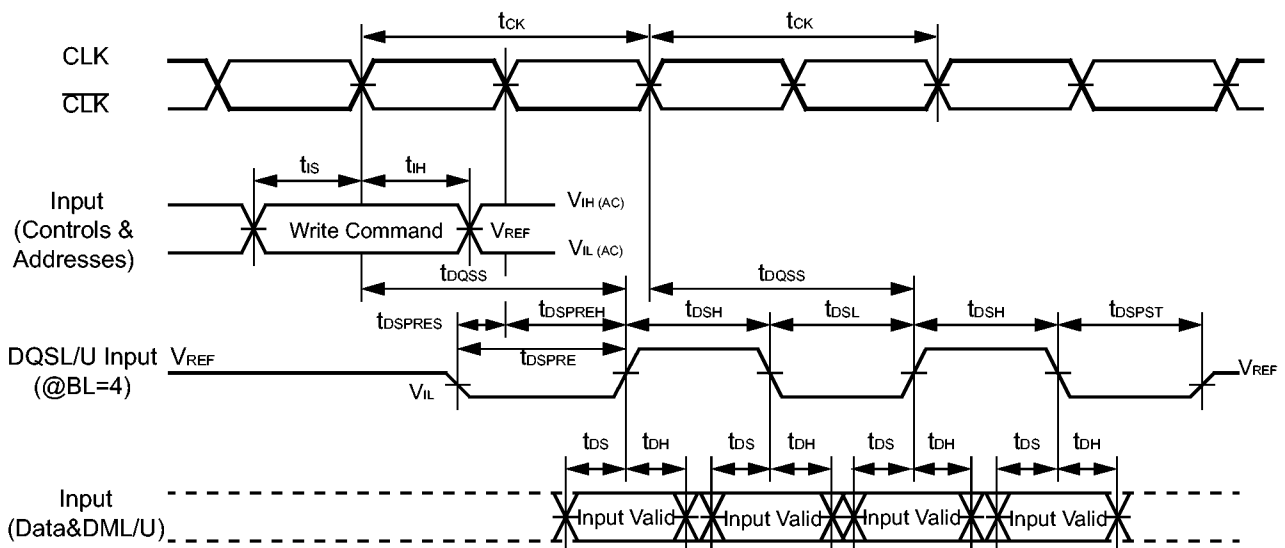 tCK tCK
CLK
CLK
tIS tIH
Input
(Controls &
Addresses)
VIH (AC)
Write Command
VREF
VIL (AC)
tDQSS tDQSS
tDSPRES tDSPREH tDSH tDSL tDSH tDSPST
DQSL/U Input
(@BL=4)
VREF
tDSPRE
VREF
VIL
tDS tDH tDS tDH tDS tDH tDS tDH
Input
(Data&DML/U)
Input Valid Input Valid Input Valid Input Valid